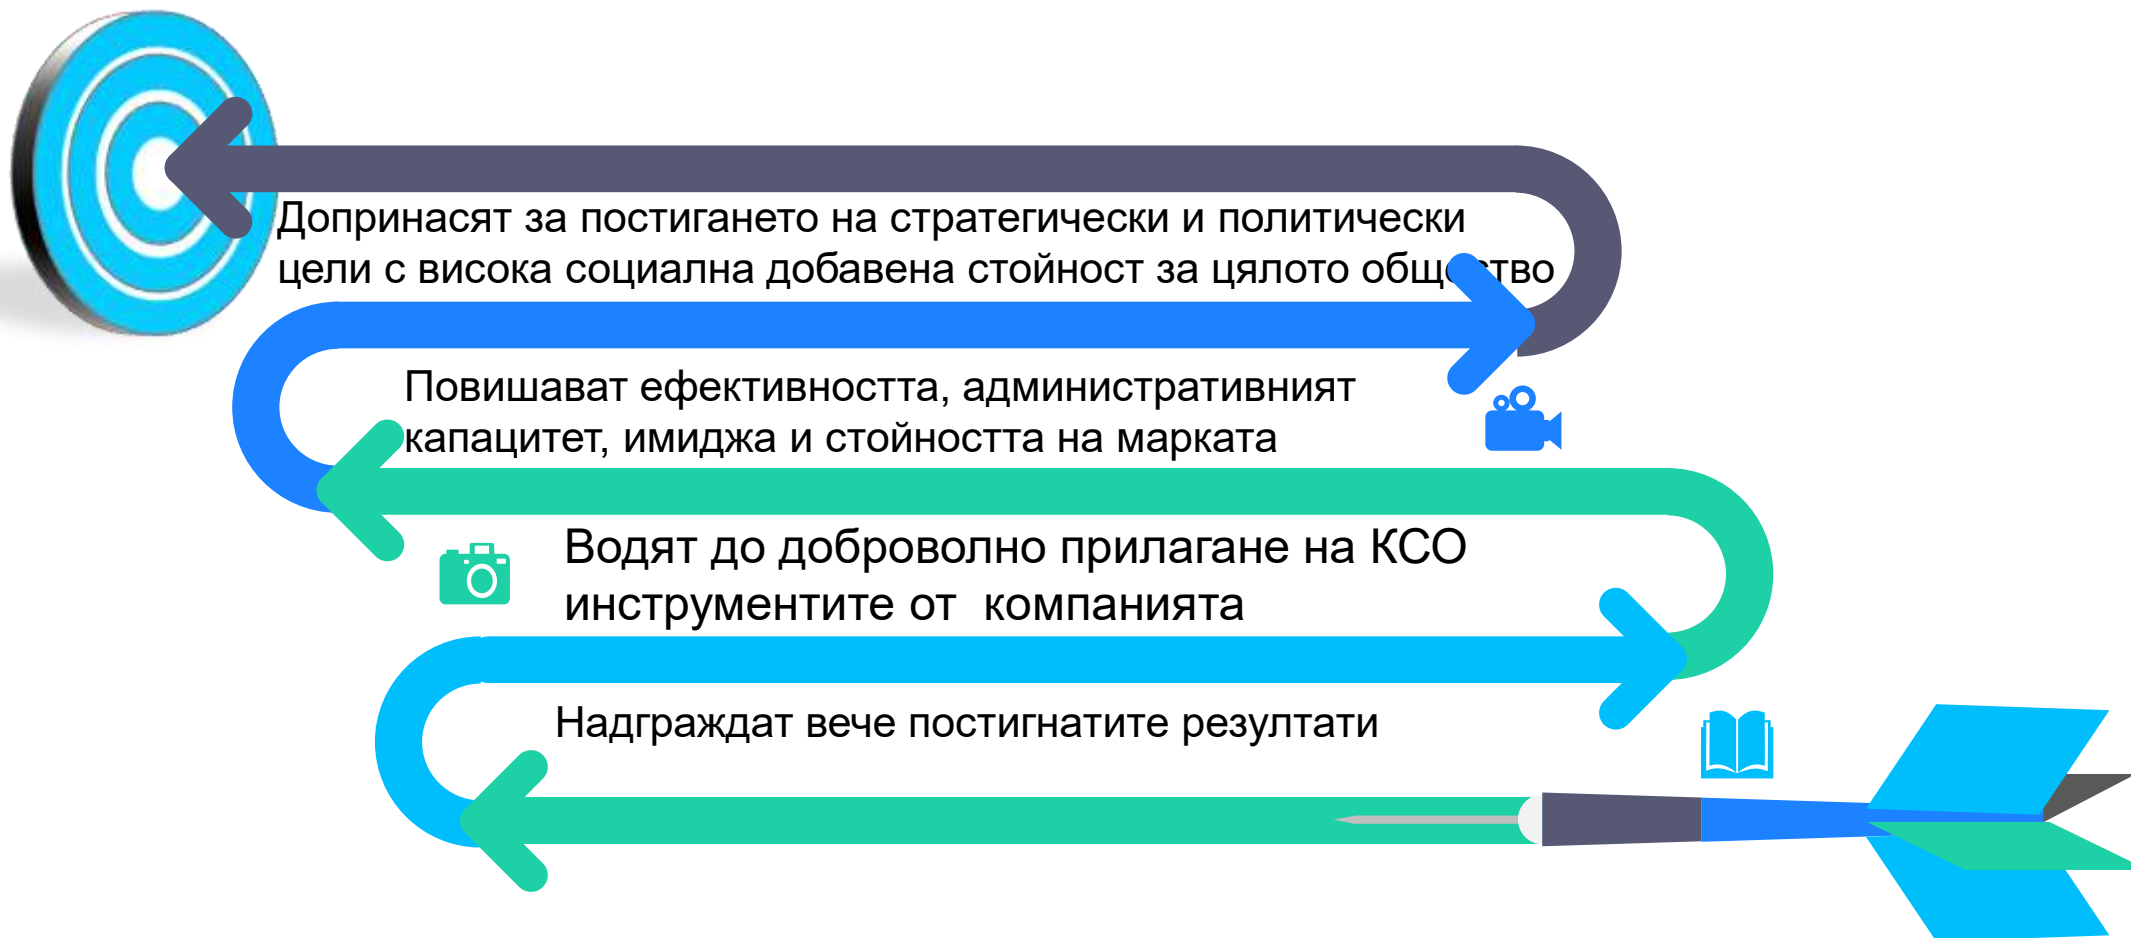 Допринасят за постигането на стратегически и политически
цели с висока социална добавена стойност за цялото общество
Повишават ефективността, административният
капацитет, имиджа и стойността на марката
Водят до доброволно прилагане на КСО
инструментите от  компанията
Надграждат вече постигнатите резултати